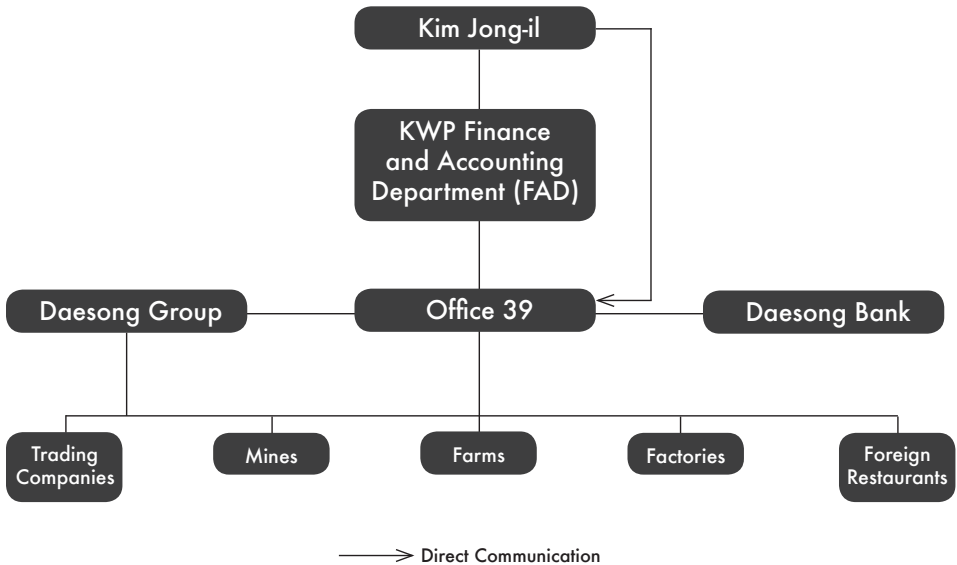 Kim Jong-il
KWP Finance
and Accounting
Department (FAD)
Daesong Group
Office 39
Daesong Bank
Trading
Companies
Mines
Farms
Factories
Foreign
Restaurants
Direct Communication